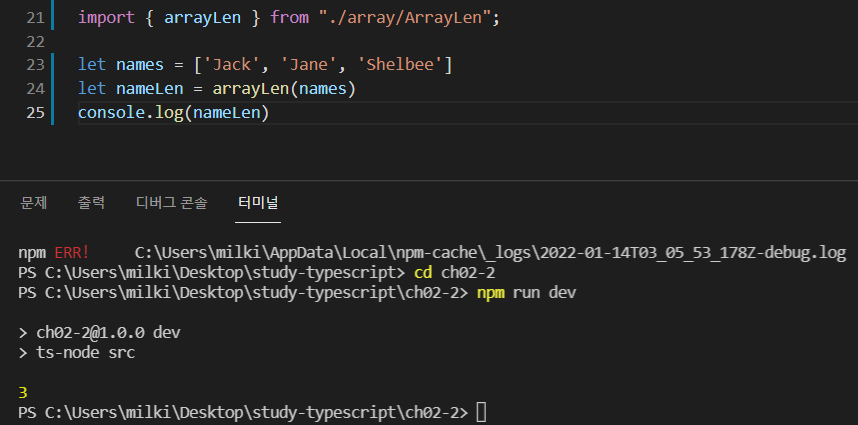 21 import { arrayLen } from "./array/ArrayLen";
22
23 let names = ['Jack', 'Jane', 'Shelbee']
24 let nameLen = arrayLen(names)
25 console.log(nameLen)
문제 출력 디버그 콘솔 터미널
npm ERR!     C:\Users\milki\AppData\Local\npm-cache\_logs\2022-01-14T03_05_53_178Z-debug.log
PS C:\Users\milki\Desktop\study-typescript> cd ch02-2
PS C:\Users\milki\Desktop\study-typescript\ch02-2> npm run dev
> ch02-2@1.0.0 dev
> ts-node src
3
PS C:\Users\milki\Desktop\study-typescript\ch02-2>